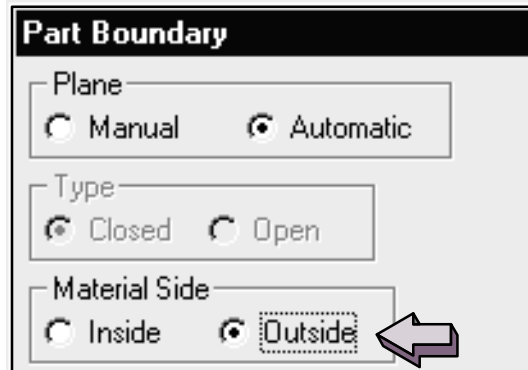 Part Boundary
Plane
Manual Automatic
Type
Closed Open
Material Side
Inside Outside